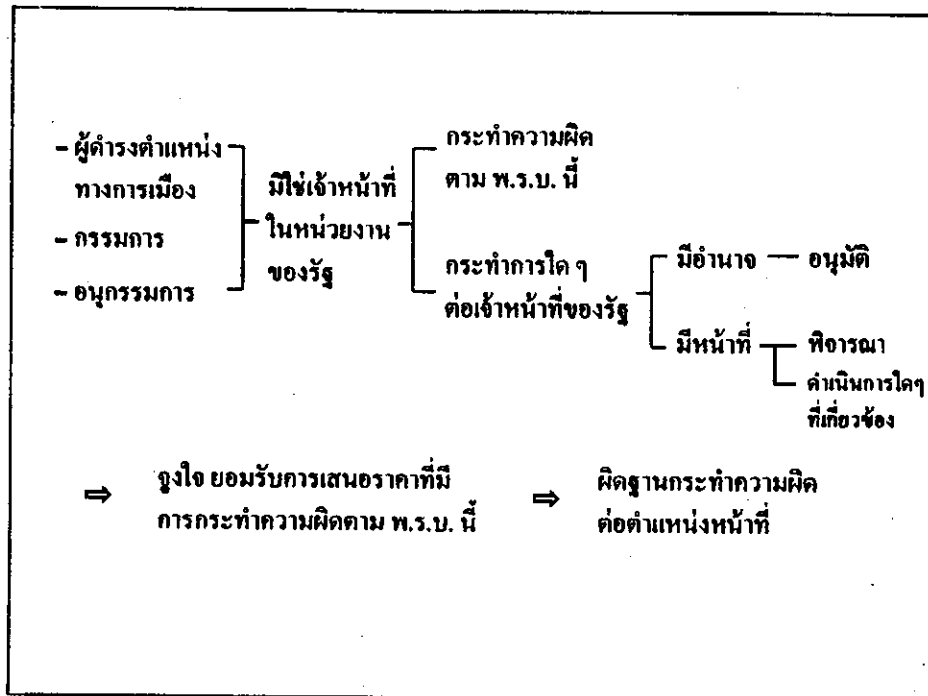 – ผู้ดำรงตำแหน่ง
ทางการเมือง
– กรรมการ
– อนุกรรมการ
มิใช่เจ้าหน้าที่
ในหน่วยงาน
ของรัฐ
กระทำความผิด
ตาม พ.ร.บ. นี้
กระทำการใด ๆ
ต่อเจ้าหน้าที่ของรัฐ
มีอำนาจ — อนุมัติ
มีหน้าที่
พิจารณา
ดำเนินการใดๆ
ที่เกี่ยวข้อง
⇨ จูงใจ ยอมรับการเสนอราคาที่มี
การกระทำความผิดตาม พ.ร.บ. นี้
⇨ ผิดฐานกระทำความผิด
ต่อตำแหน่งหน้าที่